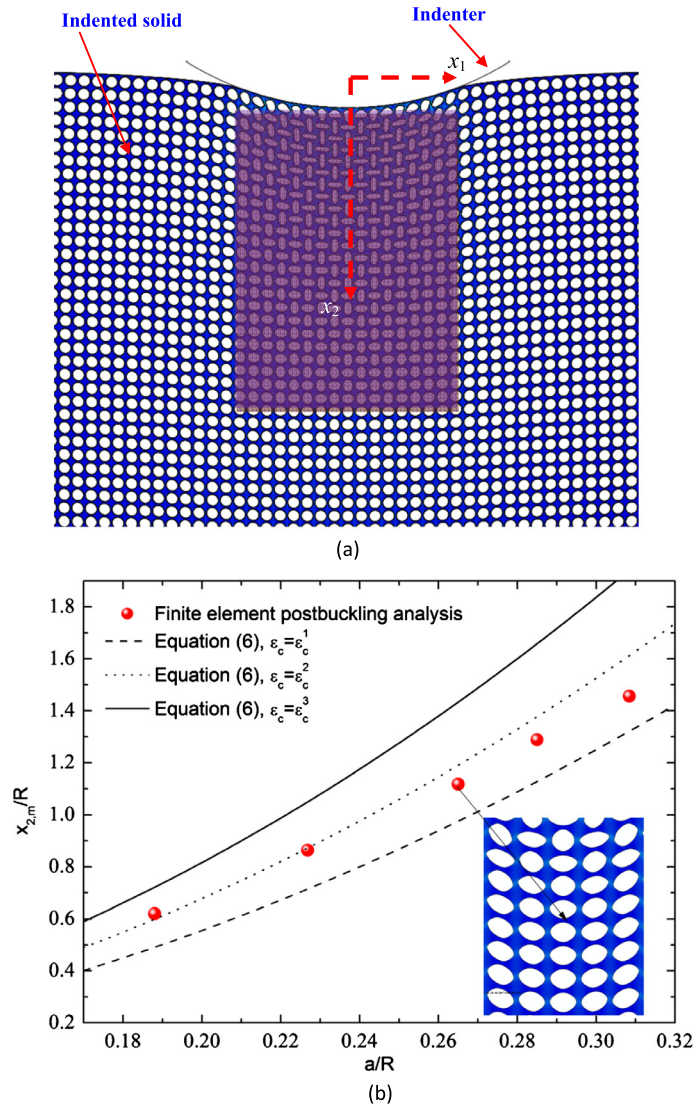 Indented solid
Indenter
x1
x2
(a)
Finite element postbuckling analysis
Equation (6), εc=εc1
Equation (6), εc=εc2
Equation (6), εc=εc3
1.8
1.6
1.4
1.2
1.0
0.8
0.6
0.4
0.2
x2,m/R
0.18 0.20 0.22 0.24 0.26 0.28 0.30 0.32
a/R
(b)